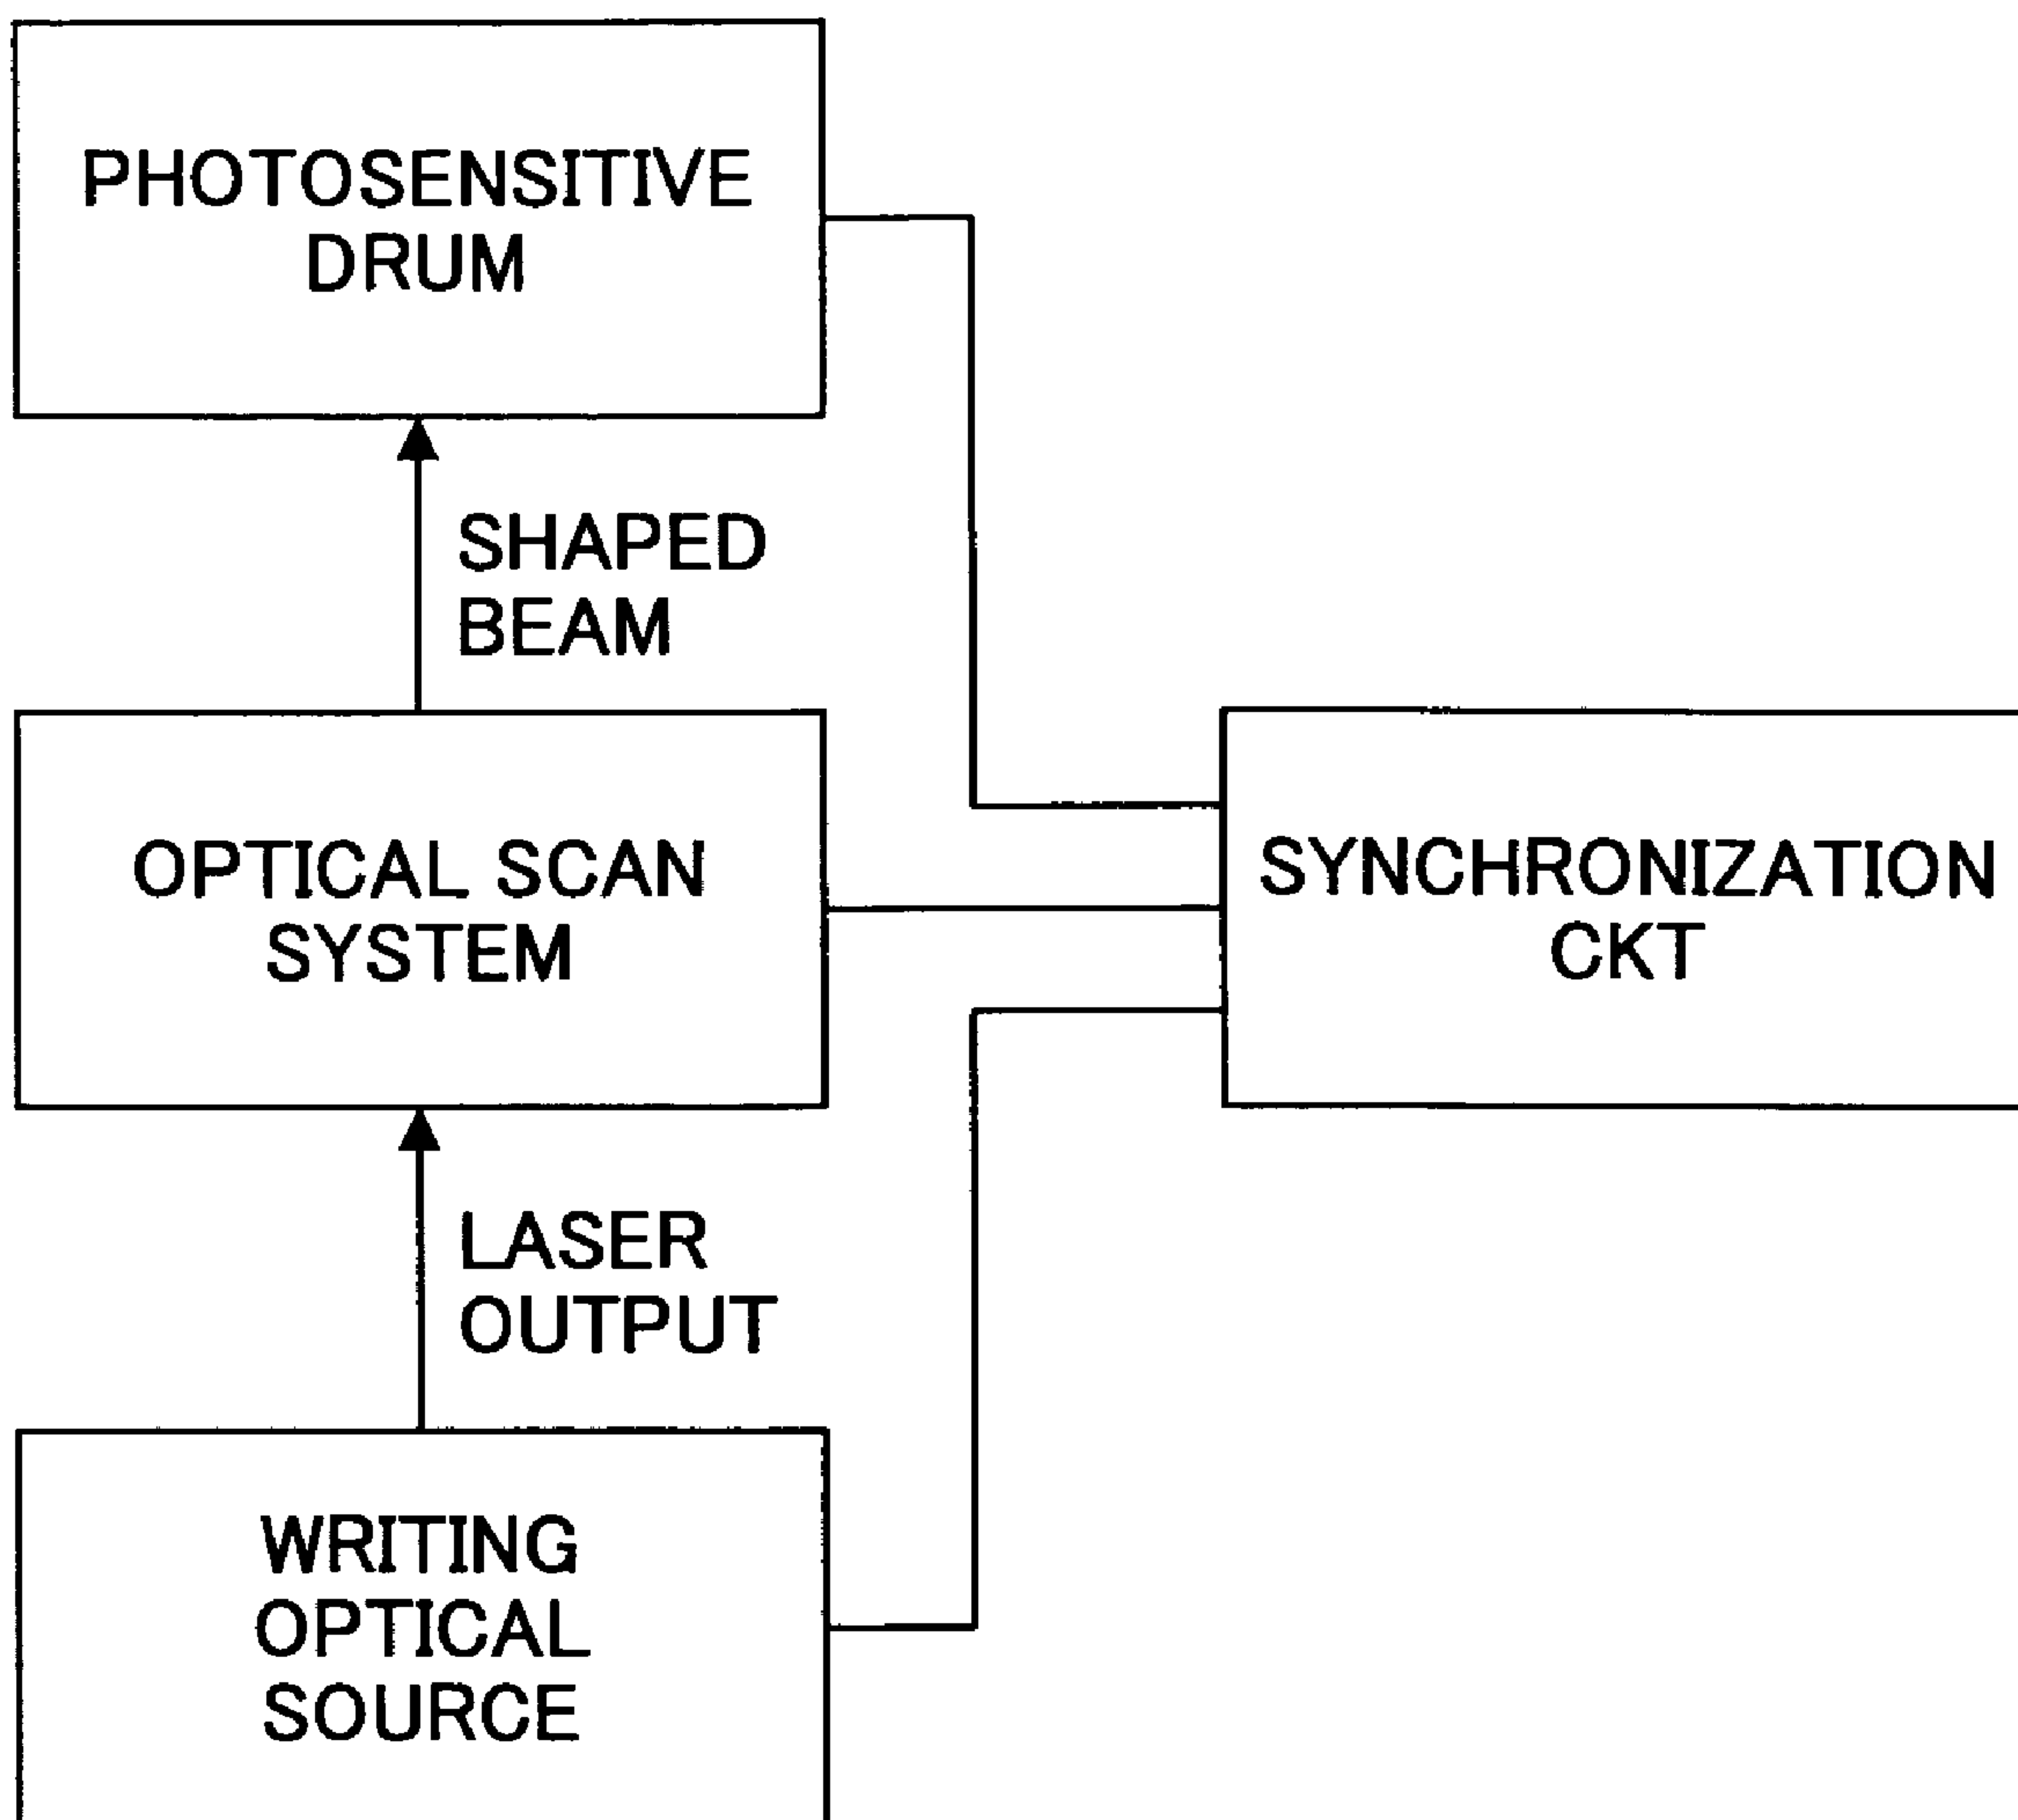 PHOTOSENSITIVE
DRUM
SHAPED
BEAM
OPTICAL SCAN
SYSTEM
SYNCHRONIZATION
CKT
LASER
OUTPUT
WRITING
OPTICAL
SOURCE